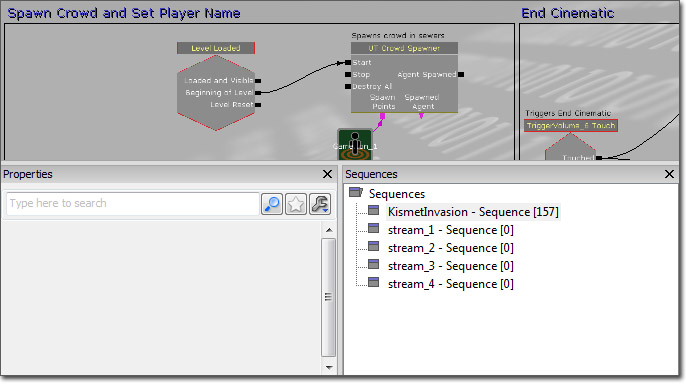 Spawn Crowd and Set Player Name
End Cinematic
Spawns crowd in sewers
Level Loaded
UT Crowd Spawner
Loaded and Visible
Beginning of Level
Level Reset
Start
Stop
Destroy All
Agent Spawned
Spawn Points
Spawned Agent
Triggers End Cinematic
TriggerVolume_6 Touch
Touched
Properties
Type here to search
Sequences
Sequences
KismetInvasion - Sequence [157]
stream_1 - Sequence [0]
stream_2 - Sequence [0]
stream_3 - Sequence [0]
stream_4 - Sequence [0]